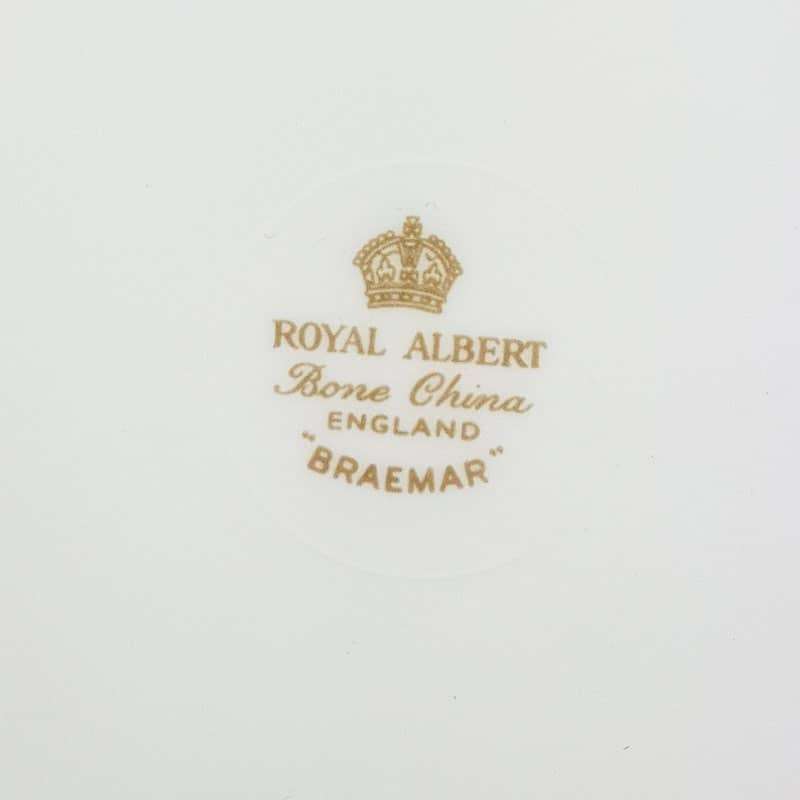 ROYAL ALBERT
Bone China
ENGLAND
"BRAEMAR"